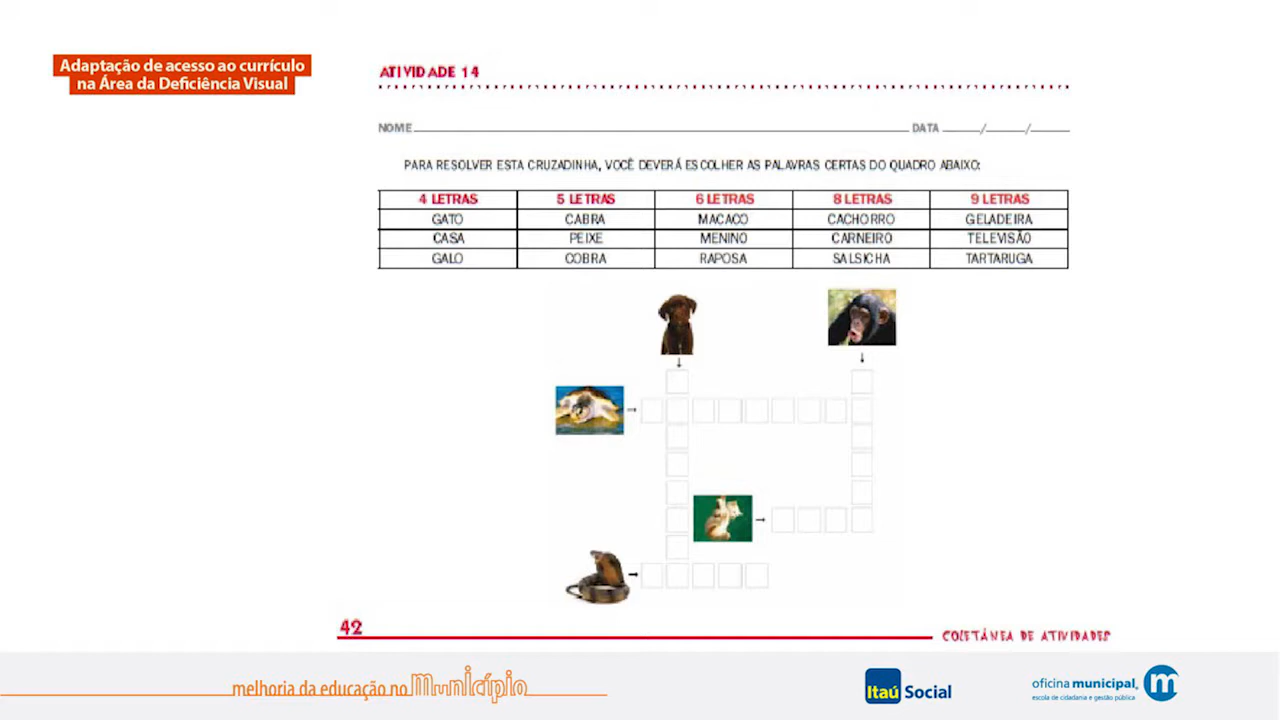 Adaptação de acesso ao currículo
na Área da Deficiência Visual
ATIVIDADE 14
NOME DATA / /
PARA RESOLVER ESTA CRUZADINHA, VOCÊ DEVERÁ ESCOLHER AS PALAVRAS CERTAS DO QUADRO ABAIXO:
4 LETRAS 5 LETRAS 6 LETRAS 8 LETRAS 9 LETRAS
GATO CABRA MACACO CACHORRO GELADEIRA
CASA PEIXE MENINO CARNEIRO TELEVISÃO
GALO COBRA RAPOSA SALSICHA TARTARUGA
42
COLETÂNEA DE ATIVIDADES
melhoria da educação no município
Itaú Social
oficina municipal, m
escola de cidadania e gestão pública